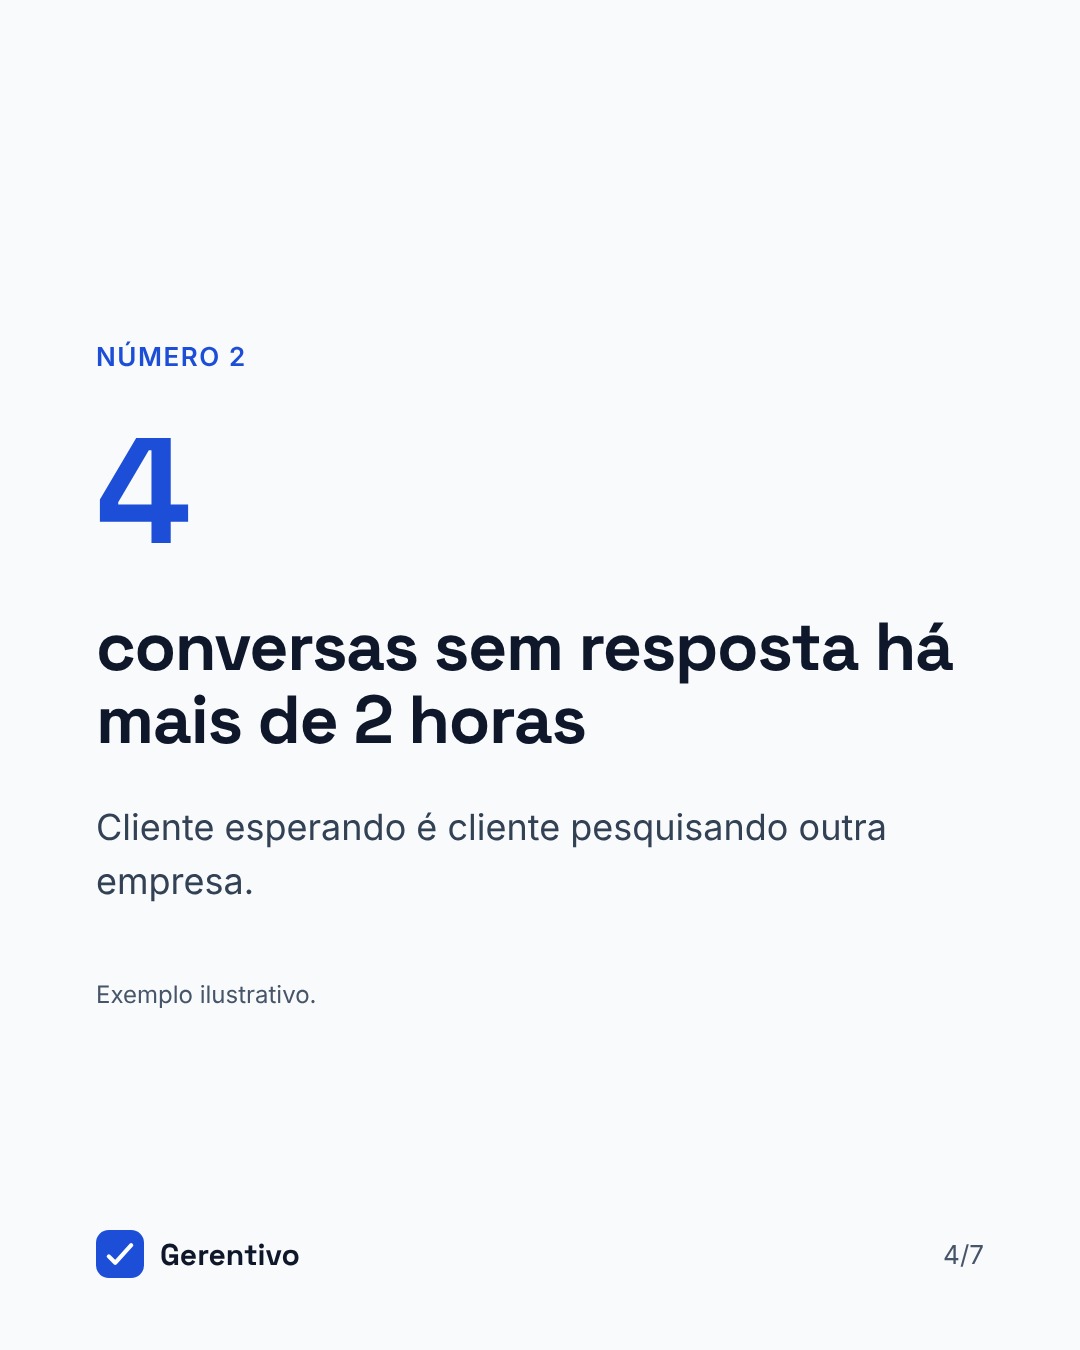 NÚMERO 2
4
conversas sem resposta há
mais de 2 horas
Cliente esperando é cliente pesquisando outra
empresa.
Exemplo ilustrativo.
Gerentivo
4/7